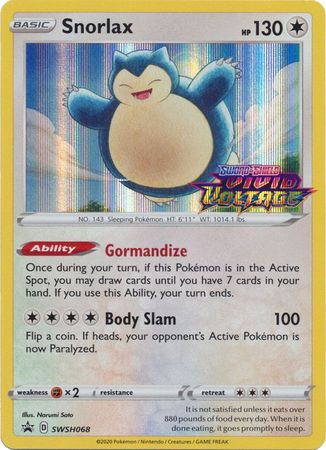 BASIC Snorlax HP 130
SWORD & SHIELD
VIVID
VOLTAGE
NO. 143 Sleeping Pokémon HT: 6'11" WT: 1014.1 lbs.
Ability Gormandize
Once during your turn, if this Pokémon is in the Active
Spot, you may draw cards until you have 7 cards in your
hand. If you use this Ability, your turn ends.
Body Slam 100
Flip a coin. If heads, your opponent's Active Pokémon is
now Paralyzed.
weakness ×2 resistance retreat
Illus. Narumi Sato
D SWSH068
It is not satisfied unless it eats over
880 pounds of food every day. When it is
done eating, it goes promptly to sleep.
©2020 Pokémon / Nintendo / Creatures / GAME FREAK